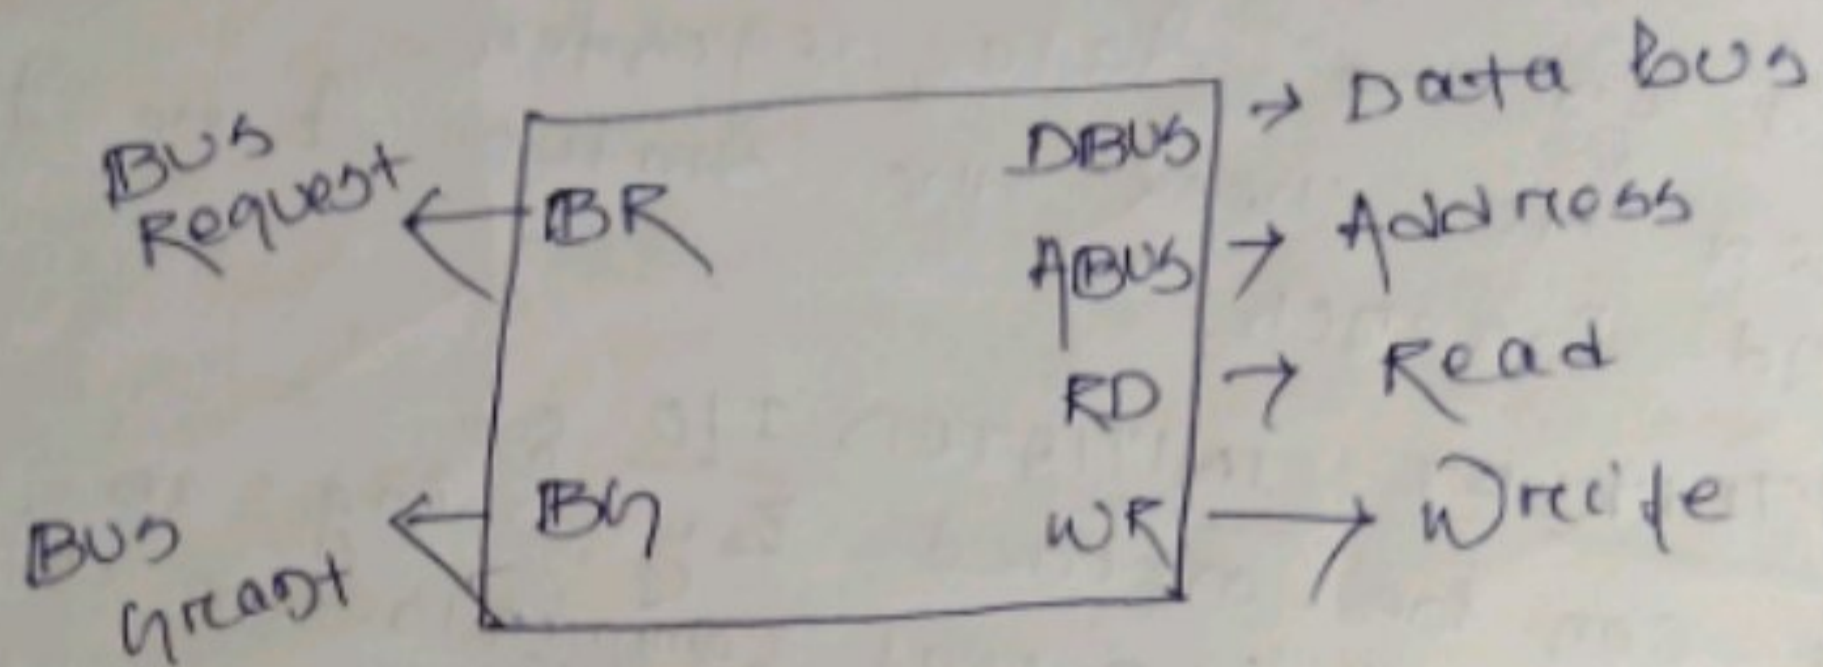 DBUS → Data bus
Bus
Request ← BR
ABUS → Address
RD → Read
Bus
Grant ← BG
WR → Write